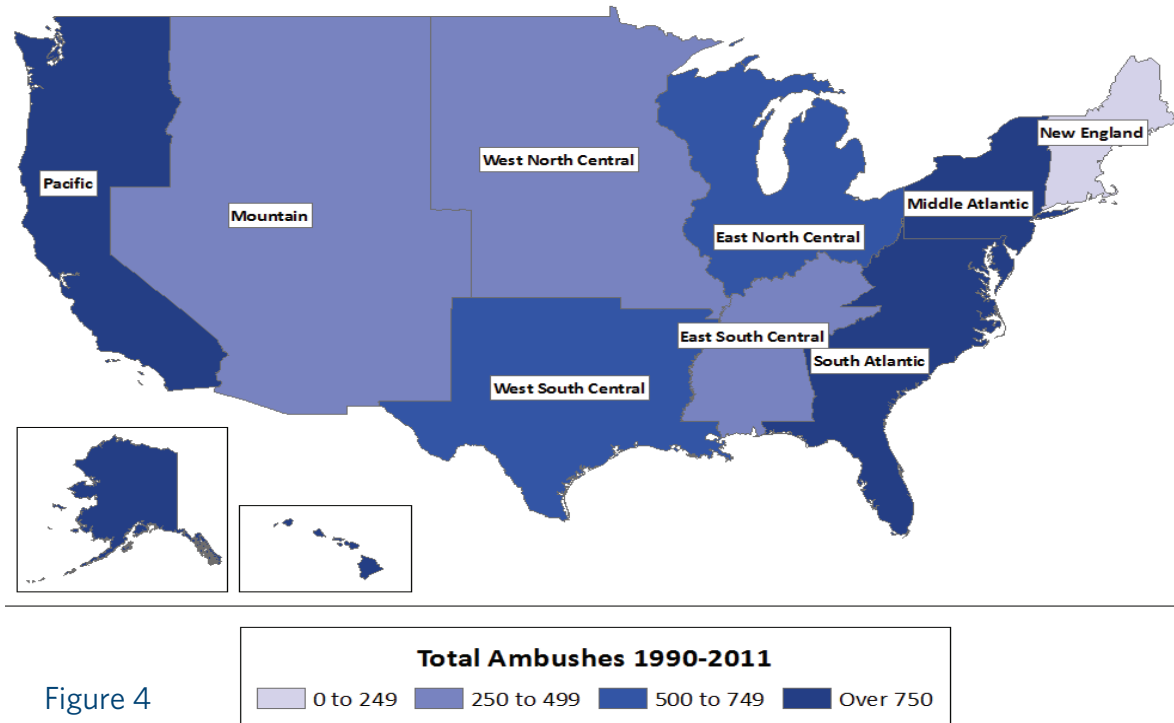 New England
West North Central
Pacific
Middle Atlantic
Mountain
East North Central
East South Central
South Atlantic
West South Central
Total Ambushes 1990-2011
Figure 4
0 to 249 250 to 499 500 to 749 Over 750